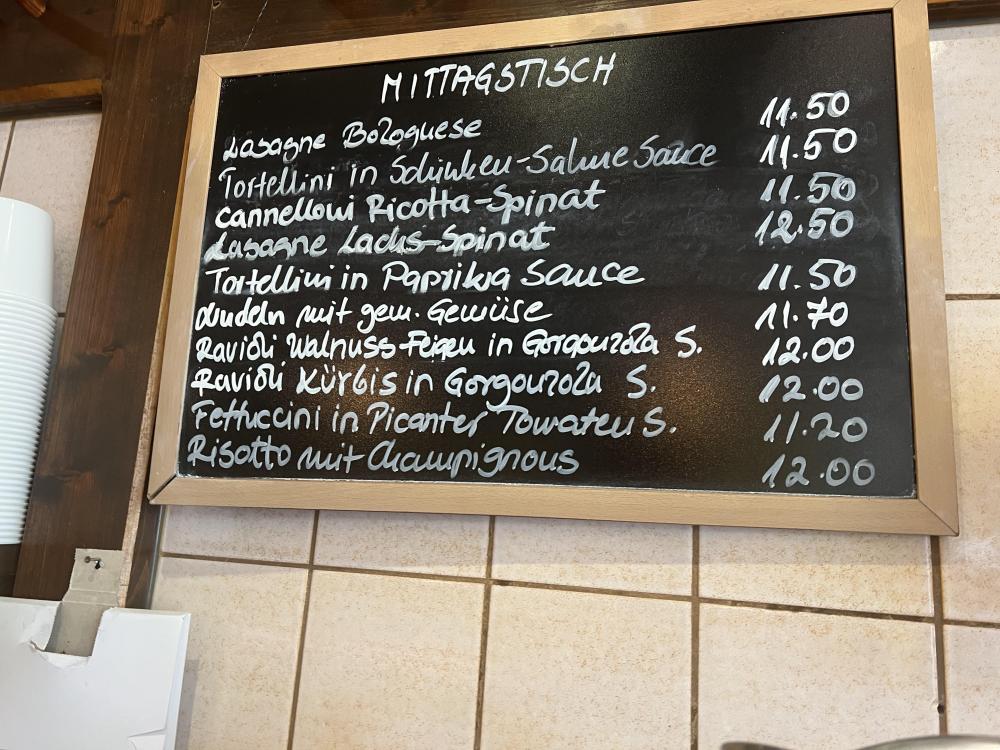 MITTAGSTISCH
Lasagne Bolognese 11.50
Tortellini in Schinken-Sahne Sauce 11.50
Cannelloni Ricotta-Spinat 11.50
Lasagne Lachs-Spinat 12.50
Tortellini in Paprika Sauce 11.50
Nudeln mit gem. Gewüse 11.70
Ravioli Walnuss-Feigen in Gorgonzola S. 12.00
Ravioli Kürbis in Gorgonzola S. 12.00
Fettuccini in Picanter Tomaten S. 11.20
Risotto mit Champignons 12.00